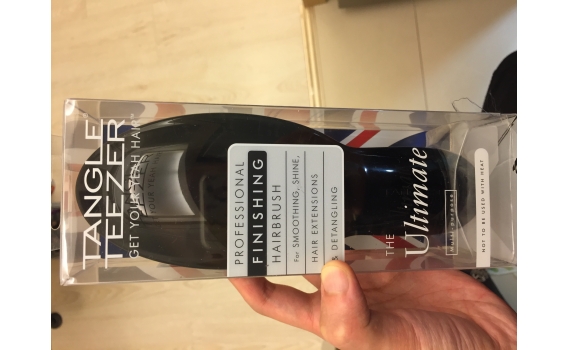 TANGLE
TEEZER
GET YOUR YEAH HAIR™
PROFESSIONAL
FINISHING
HAIRBRUSH
For SMOOTHING, SHINE,
HAIR EXTENSIONS
& DETANGLING
THE
Ultimate
NOT TO BE USED WITH HEAT